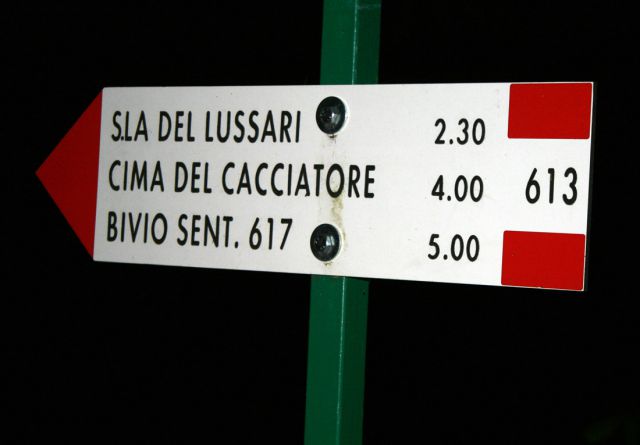 S.LA DEL LUSSARI 2.30
CIMA DEL CACCIATORE 4.00 613
BIVIO SENT. 617 5.00